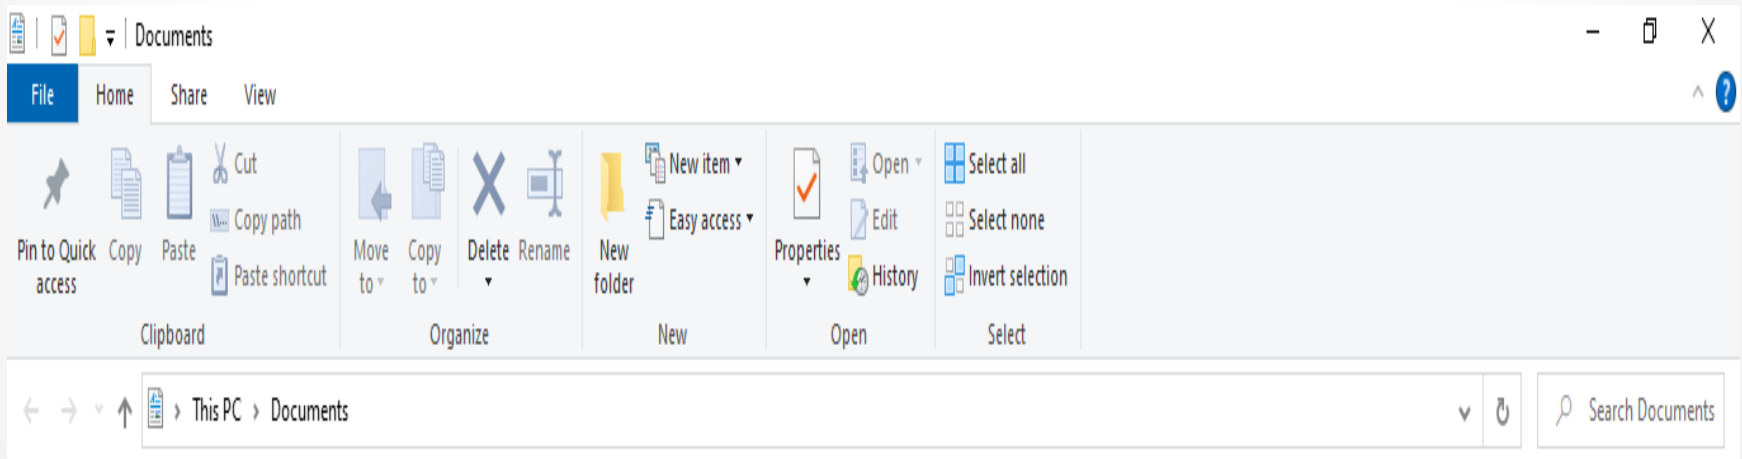 Documents
File Home Share View
Pin to Quick access
Copy
Paste
Cut
Copy path
Paste shortcut
Clipboard
Move to
Copy to
Delete
Rename
Organize
New folder
New item
Easy access
New
Properties
Open
Edit
History
Open
Select all
Select none
Invert selection
Select
This PC > Documents
Search Documents